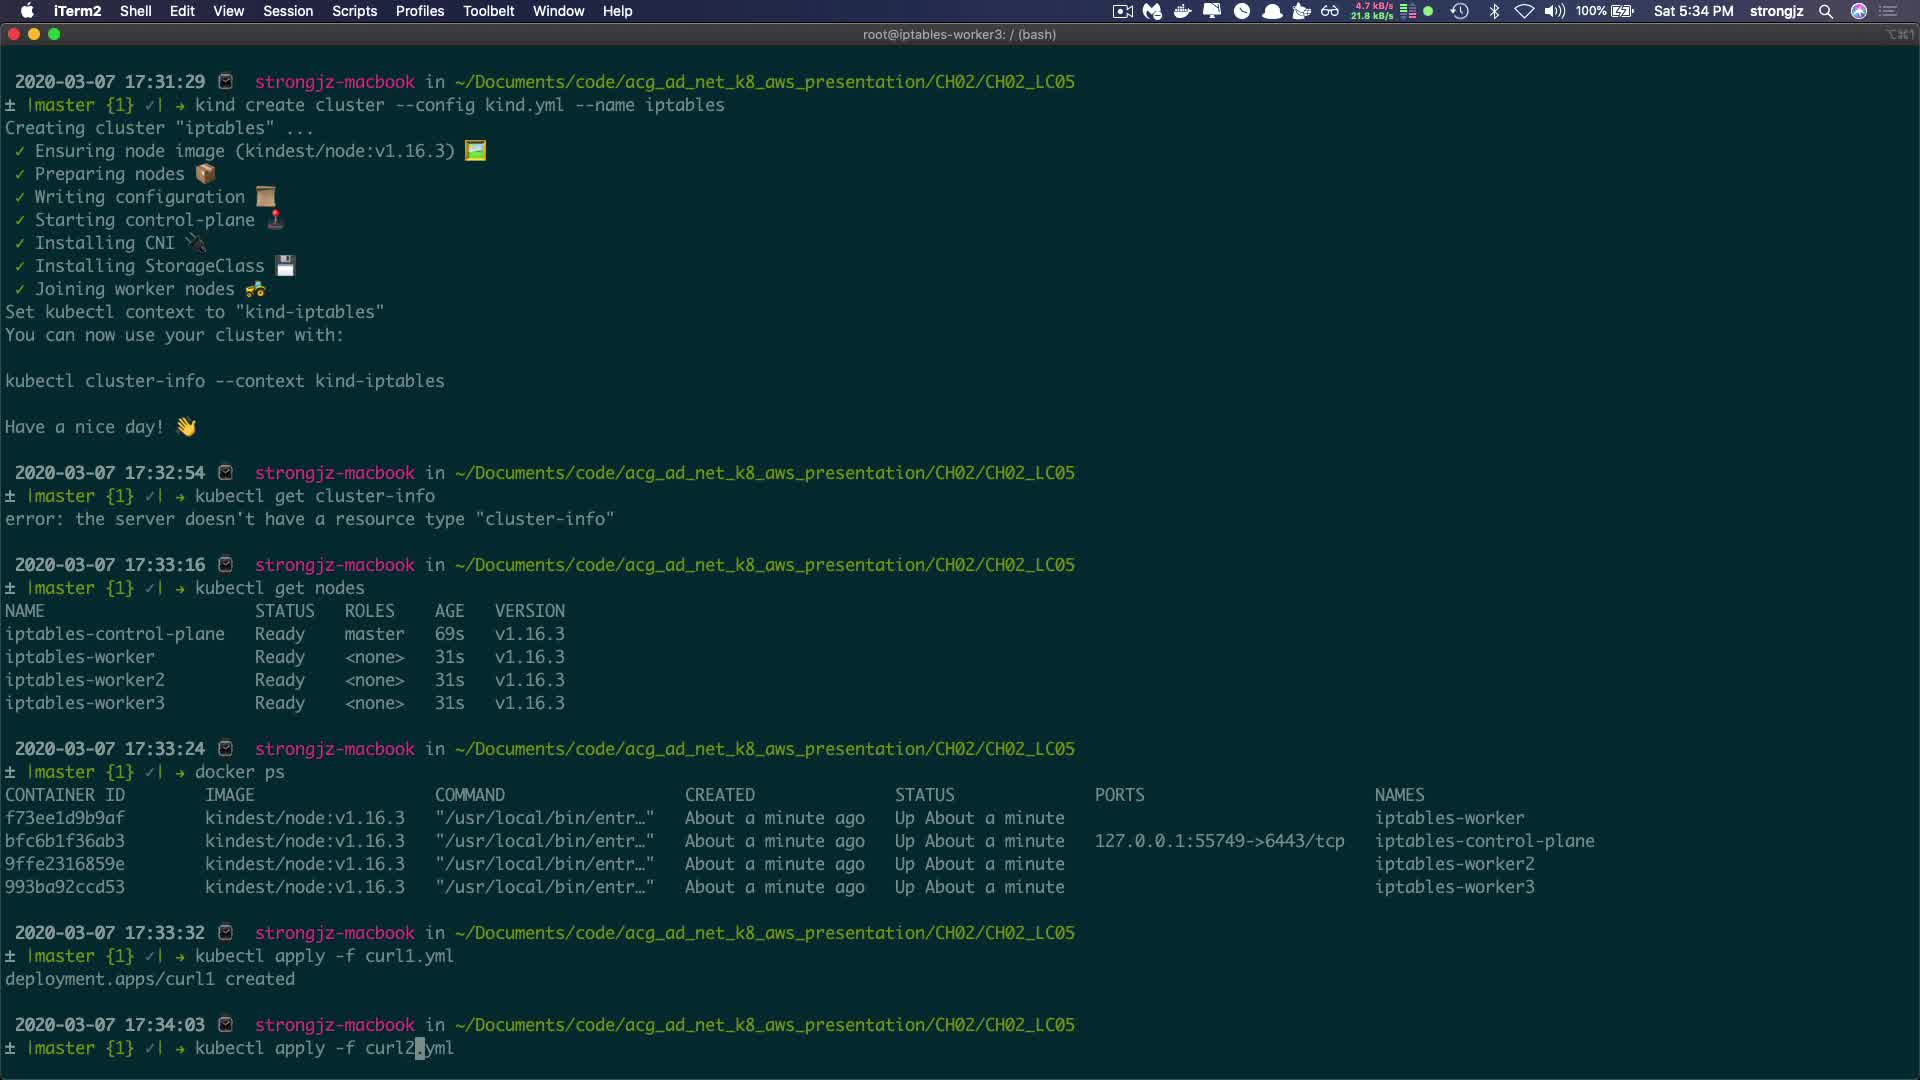 iTerm2 Shell Edit View Session Scripts Profiles Toolbelt Window Help 4.7 kB/s 21.8 kB/s 100% Sat 5:34 PM strongjz
root@iptables-worker3: / (bash) ⌥⌘1
2020-03-07 17:31:29 strongjz-macbook in ~/Documents/code/acg_ad_net_k8_aws_presentation/CH02/CH02_LC05
± |master {1} ✓| → kind create cluster --config kind.yml --name iptables
Creating cluster "iptables" ...
✓ Ensuring node image (kindest/node:v1.16.3) 🖼
✓ Preparing nodes 📦
✓ Writing configuration 📜
✓ Starting control-plane 🕹
✓ Installing CNI 🔌
✓ Installing StorageClass 💾
✓ Joining worker nodes 🚜
Set kubectl context to "kind-iptables"
You can now use your cluster with:
kubectl cluster-info --context kind-iptables
Have a nice day! 👋
2020-03-07 17:32:54 strongjz-macbook in ~/Documents/code/acg_ad_net_k8_aws_presentation/CH02/CH02_LC05
± |master {1} ✓| → kubectl get cluster-info
error: the server doesn't have a resource type "cluster-info"
2020-03-07 17:33:16 strongjz-macbook in ~/Documents/code/acg_ad_net_k8_aws_presentation/CH02/CH02_LC05
± |master {1} ✓| → kubectl get nodes
NAME STATUS ROLES AGE VERSION
iptables-control-plane Ready master 69s v1.16.3
iptables-worker Ready <none> 31s v1.16.3
iptables-worker2 Ready <none> 31s v1.16.3
iptables-worker3 Ready <none> 31s v1.16.3
2020-03-07 17:33:24 strongjz-macbook in ~/Documents/code/acg_ad_net_k8_aws_presentation/CH02/CH02_LC05
± |master {1} ✓| → docker ps
CONTAINER ID IMAGE COMMAND CREATED STATUS PORTS NAMES
f73ee1d9b9af kindest/node:v1.16.3 "/usr/local/bin/entr…" About a minute ago Up About a minute iptables-worker
bfc6b1f36ab3 kindest/node:v1.16.3 "/usr/local/bin/entr…" About a minute ago Up About a minute 127.0.0.1:55749->6443/tcp iptables-control-plane
9ffe2316859e kindest/node:v1.16.3 "/usr/local/bin/entr…" About a minute ago Up About a minute iptables-worker2
993ba92ccd53 kindest/node:v1.16.3 "/usr/local/bin/entr…" About a minute ago Up About a minute iptables-worker3
2020-03-07 17:33:32 strongjz-macbook in ~/Documents/code/acg_ad_net_k8_aws_presentation/CH02/CH02_LC05
± |master {1} ✓| → kubectl apply -f curl1.yml
deployment.apps/curl1 created
2020-03-07 17:34:03 strongjz-macbook in ~/Documents/code/acg_ad_net_k8_aws_presentation/CH02/CH02_LC05
± |master {1} ✓| → kubectl apply -f curl2.yml